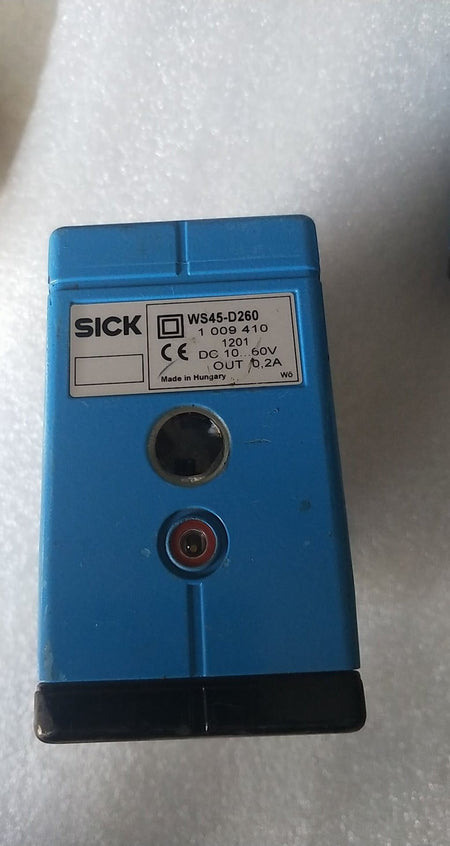 SICK
WS45-D260
1 009 410
1201
CE
DC 10...60V
OUT 0,2A
Made in Hungary
Wö